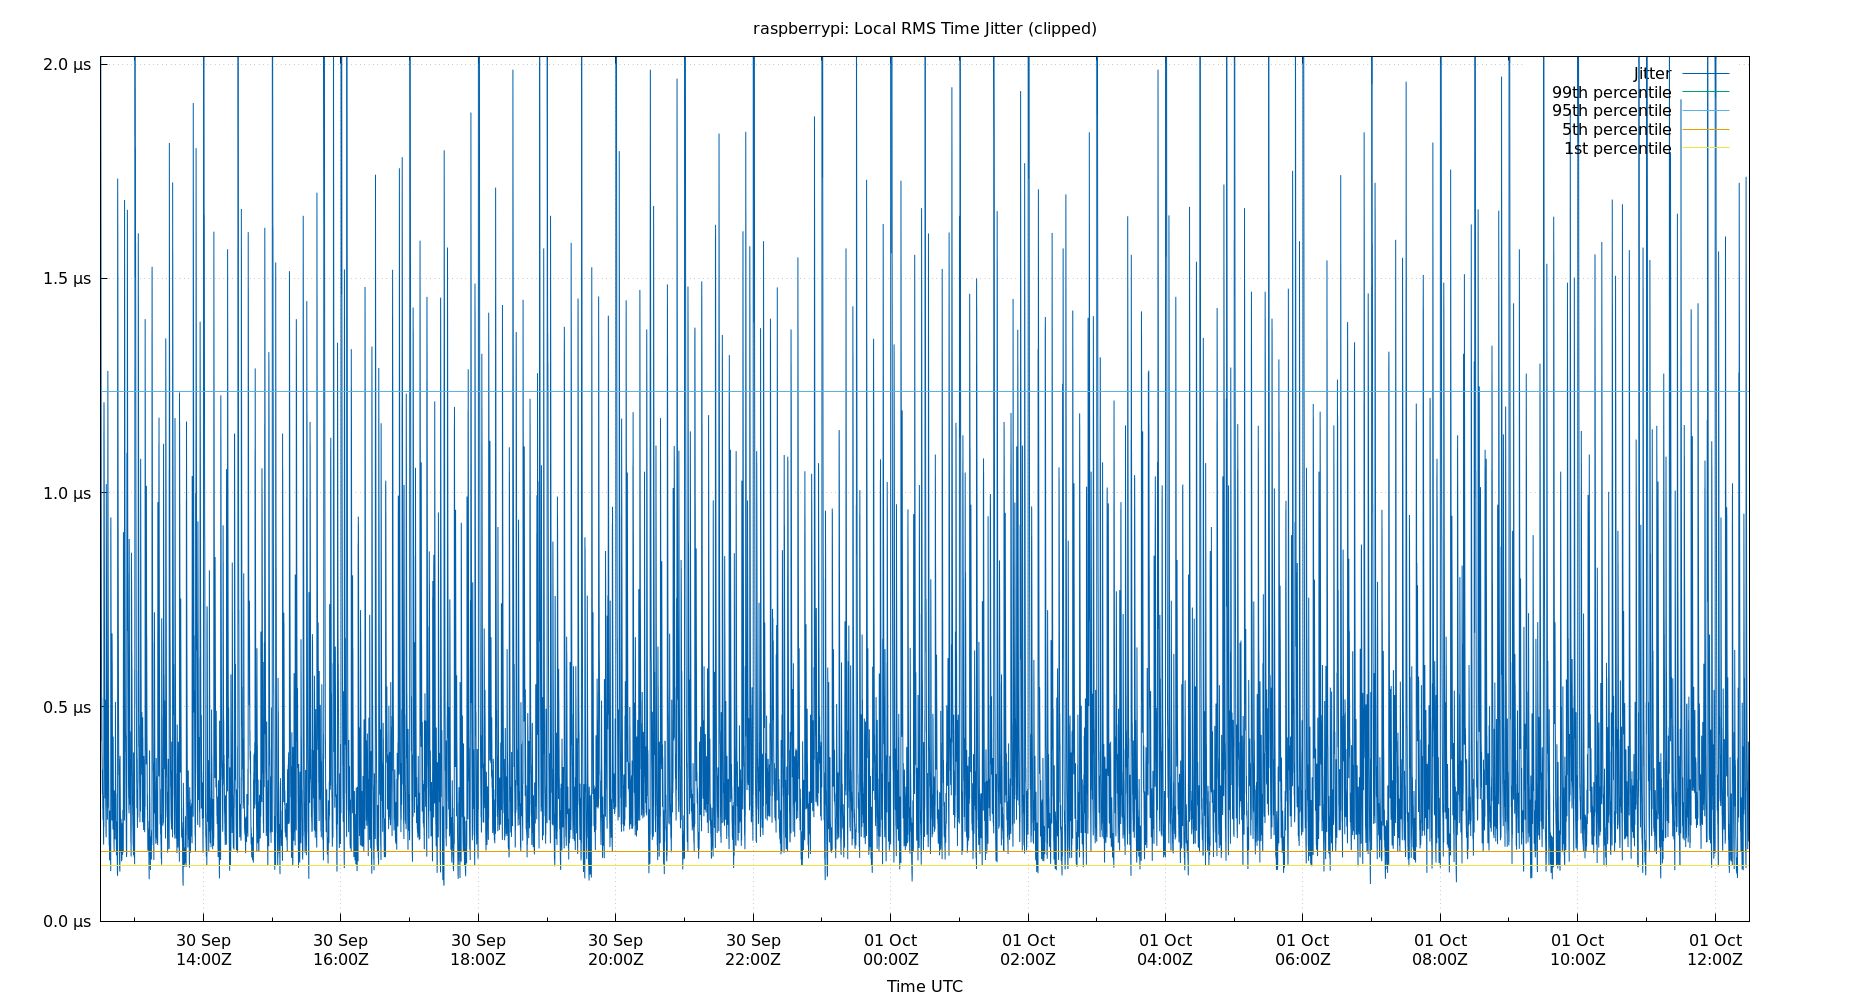 raspberrypi: Local RMS Time Jitter (clipped)
2.0 μs
1.5 μs
1.0 μs
0.5 μs
0.0 μs
Jitter
99th percentile
95th percentile
5th percentile
1st percentile
30 Sep 30 Sep 30 Sep 30 Sep 30 Sep 01 Oct 01 Oct 01 Oct 01 Oct 01 Oct 01 Oct 01 Oct
14:00Z 16:00Z 18:00Z 20:00Z 22:00Z 00:00Z 02:00Z 04:00Z 06:00Z 08:00Z 10:00Z 12:00Z
Time UTC